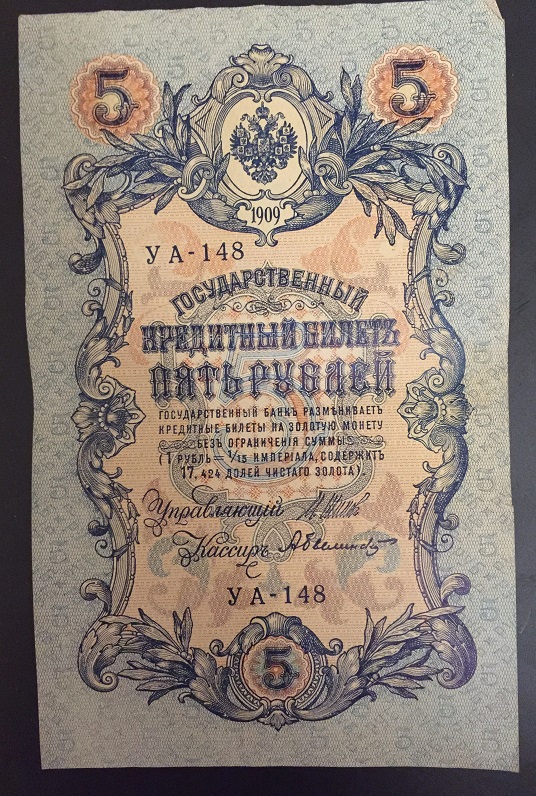 5 5
1909
УА-148
ГОСУДАРСТВЕННЫЙ
КРЕДИТНЫЙ БИЛЕТЪ
ПЯТЬ РУБЛЕЙ
ГОСУДАРСТВЕННЫЙ БАНКЪ РАЗМѢНИВАЕТЪ
КРЕДИТНЫЕ БИЛЕТЫ НА ЗОЛОТУЮ МОНЕТУ
БЕЗЪ ОГРАНИЧЕНІЯ СУММЫ
(1 РУБЛЬ = 1/15 ИМПЕРІАЛА, СОДЕРЖИТЪ
17,424 ДОЛЕЙ ЧИСТАГО ЗОЛОТА).
Управляющій
Кассиръ
УА-148
5